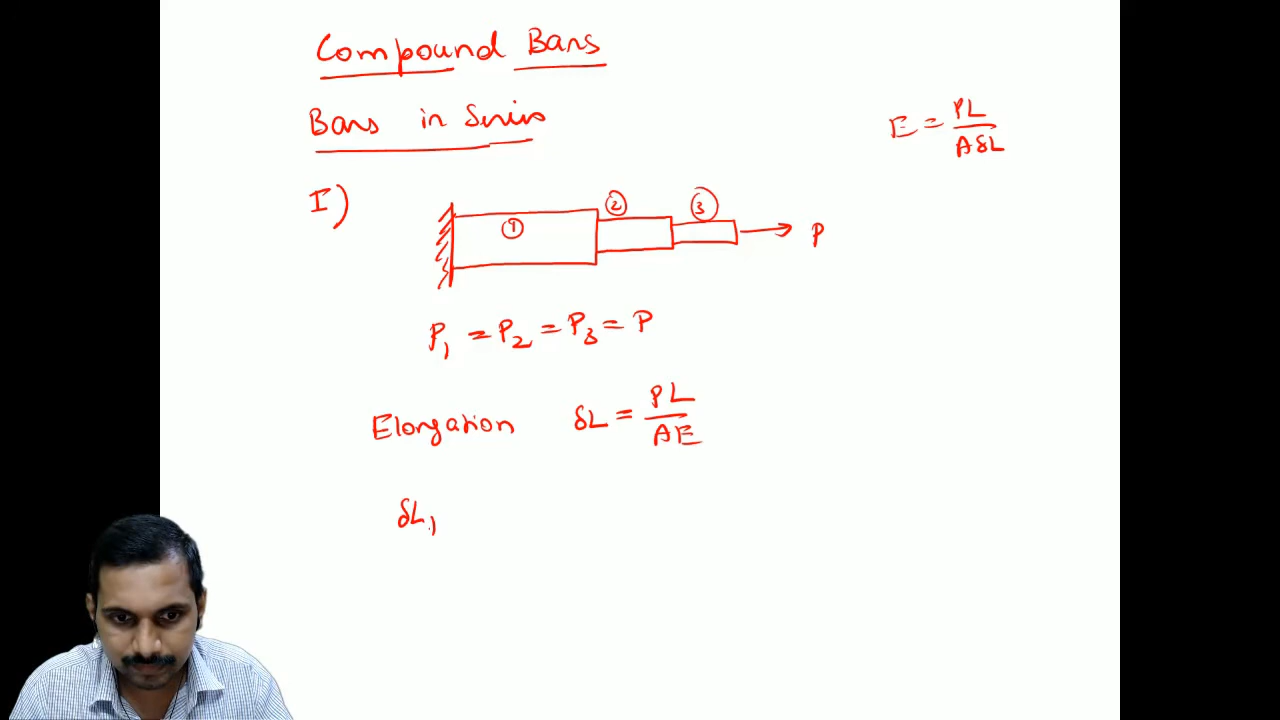 Compound Bars
Bars in Series
E = PL / AδL
I)
① ② ③
P
P₁ = P₂ = P₃ = P
Elongation δL = PL / AE
δL₁